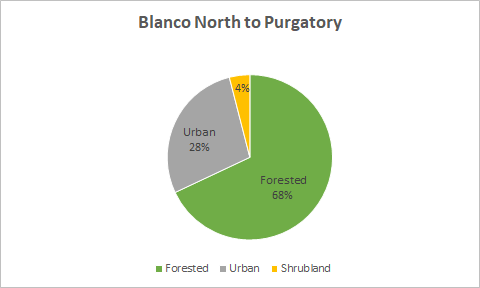 Blanco North to Purgatory
4%
Urban
28%
Forested
68%
Forested Urban Shrubland